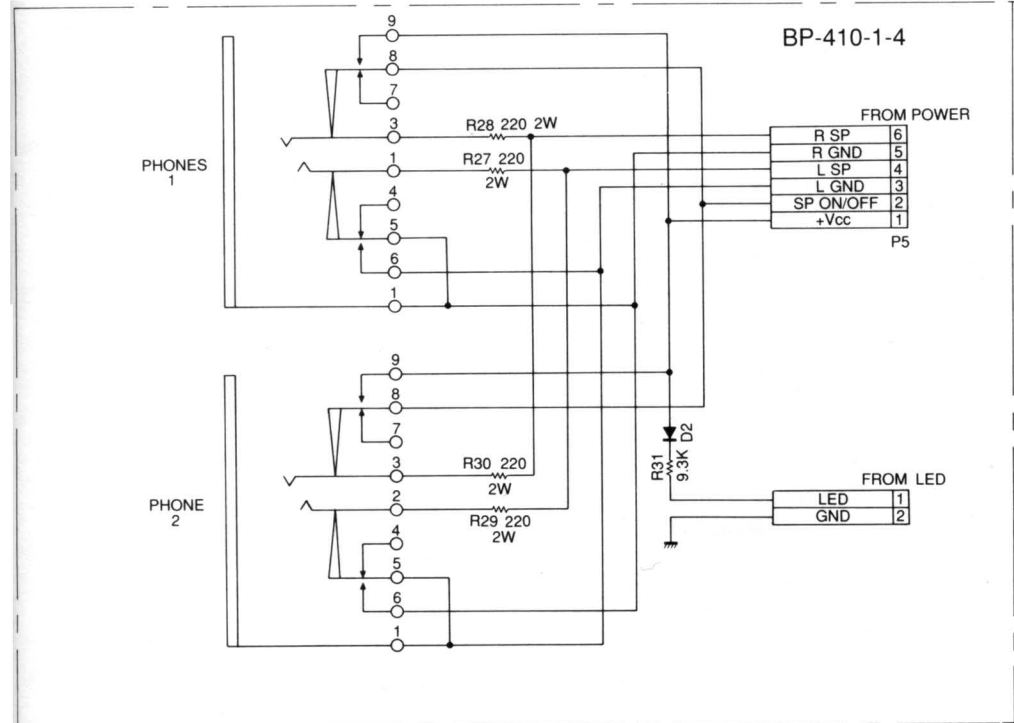 BP-410-1-4
PHONES
1
9
8
7
3
1
4
5
6
1
R28 220 2W
R27 220
2W
FROM POWER
R SP 6
R GND 5
L SP 4
L GND 3
SP ON/OFF 2
+Vcc 1
P5
PHONE
2
9
8
7
3
2
4
5
6
1
R30 220
2W
R29 220
2W
D2
R31
9.3K
FROM LED
LED 1
GND 2